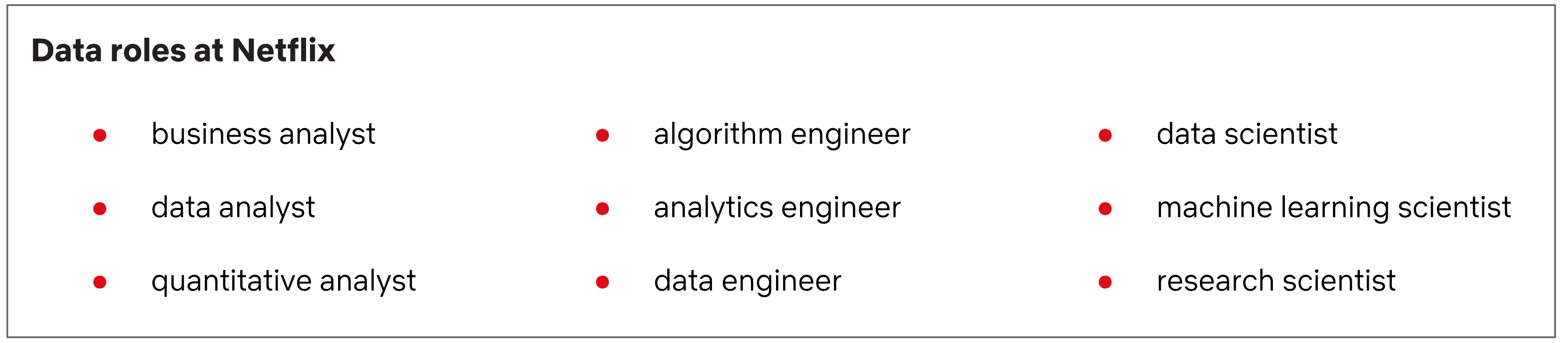 Data roles at Netflix
business analyst
data analyst
quantitative analyst
algorithm engineer
analytics engineer
data engineer
data scientist
machine learning scientist
research scientist